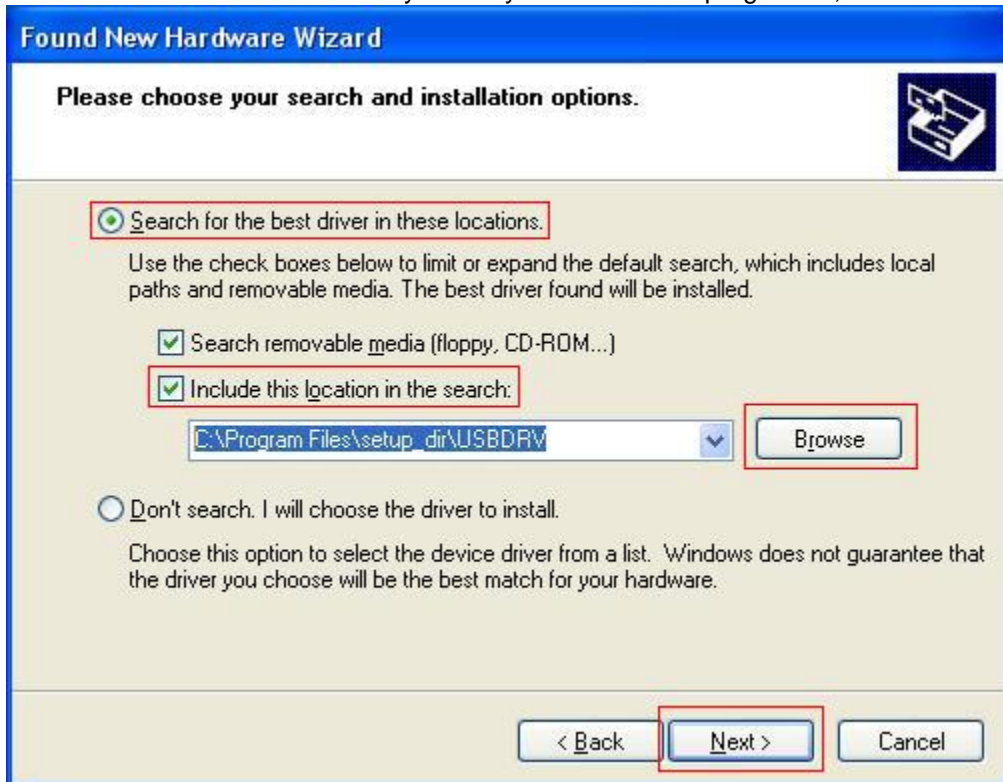 Found New Hardware Wizard
Please choose your search and installation options.
Search for the best driver in these locations.
Use the check boxes below to limit or expand the default search, which includes local
paths and removable media. The best driver found will be installed.
Search removable media (floppy, CD-ROM...)
Include this location in the search:
C:\Program Files\setup_dir\USBDRV
Browse
Don't search. I will choose the driver to install.
Choose this option to select the device driver from a list. Windows does not guarantee that
the driver you choose will be the best match for your hardware.
< Back
Next >
Cancel